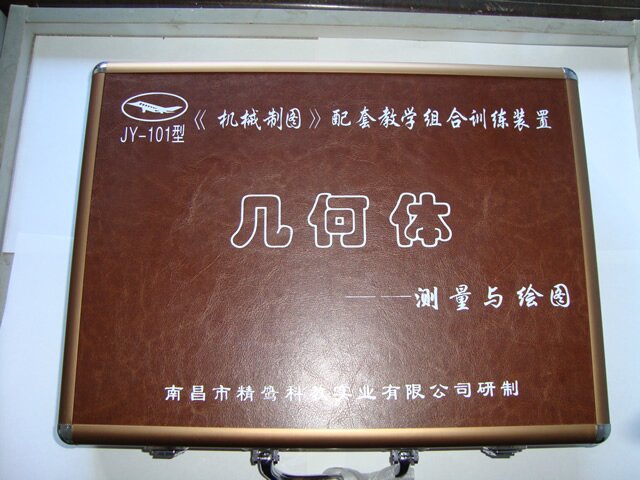 《机械制图》配套教学组合训练装置
JY-101型
几何体
——测量与绘图
南昌市精鹭科教实业有限公司研制